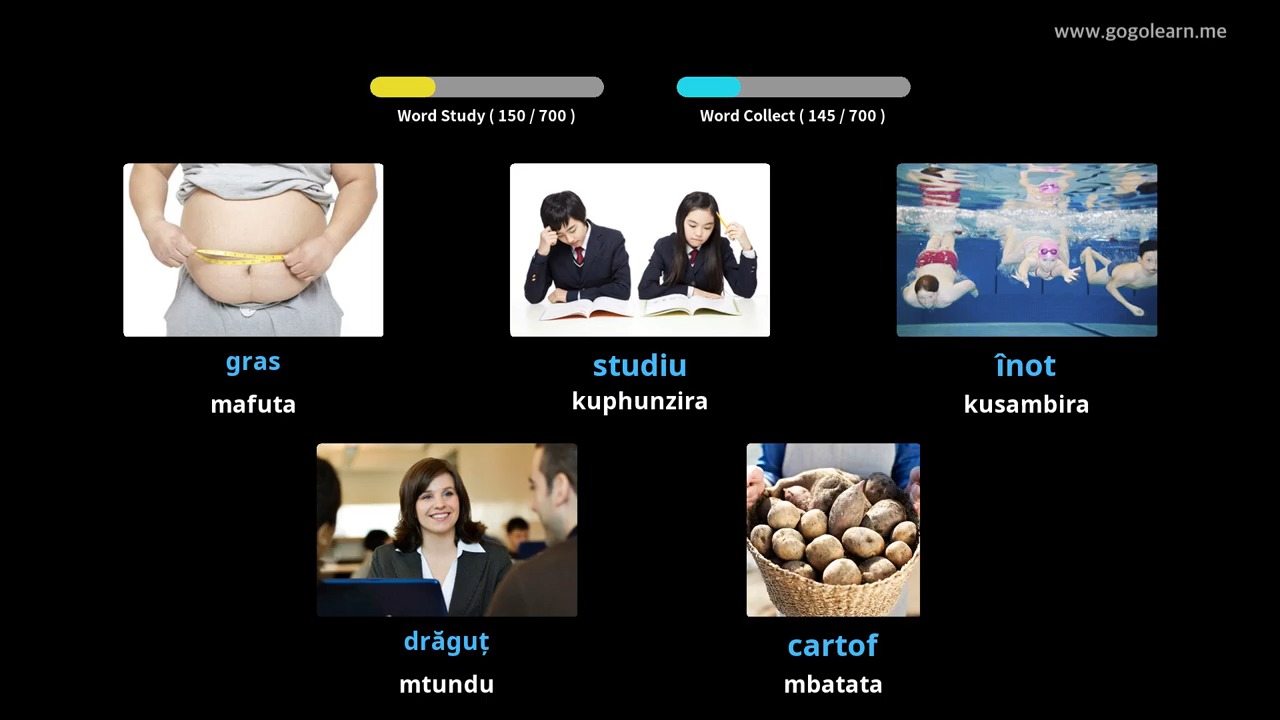 www.gogolearn.me
Word Study ( 150 / 700 )
Word Collect ( 145 / 700 )
gras
mafuta
studiu
kuphunzira
înot
kusambira
drăguț
mtundu
cartof
mbatata